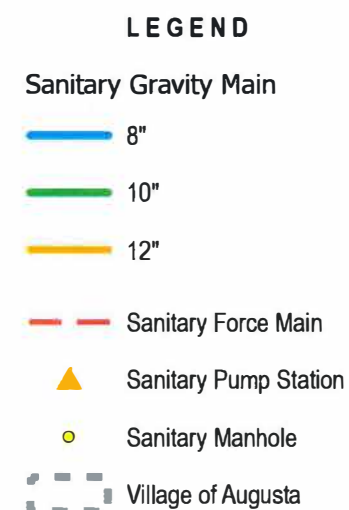 LEGEND
Sanitary Gravity Main
8"
10"
12"
Sanitary Force Main
Sanitary Pump Station
Sanitary Manhole
Village of Augusta